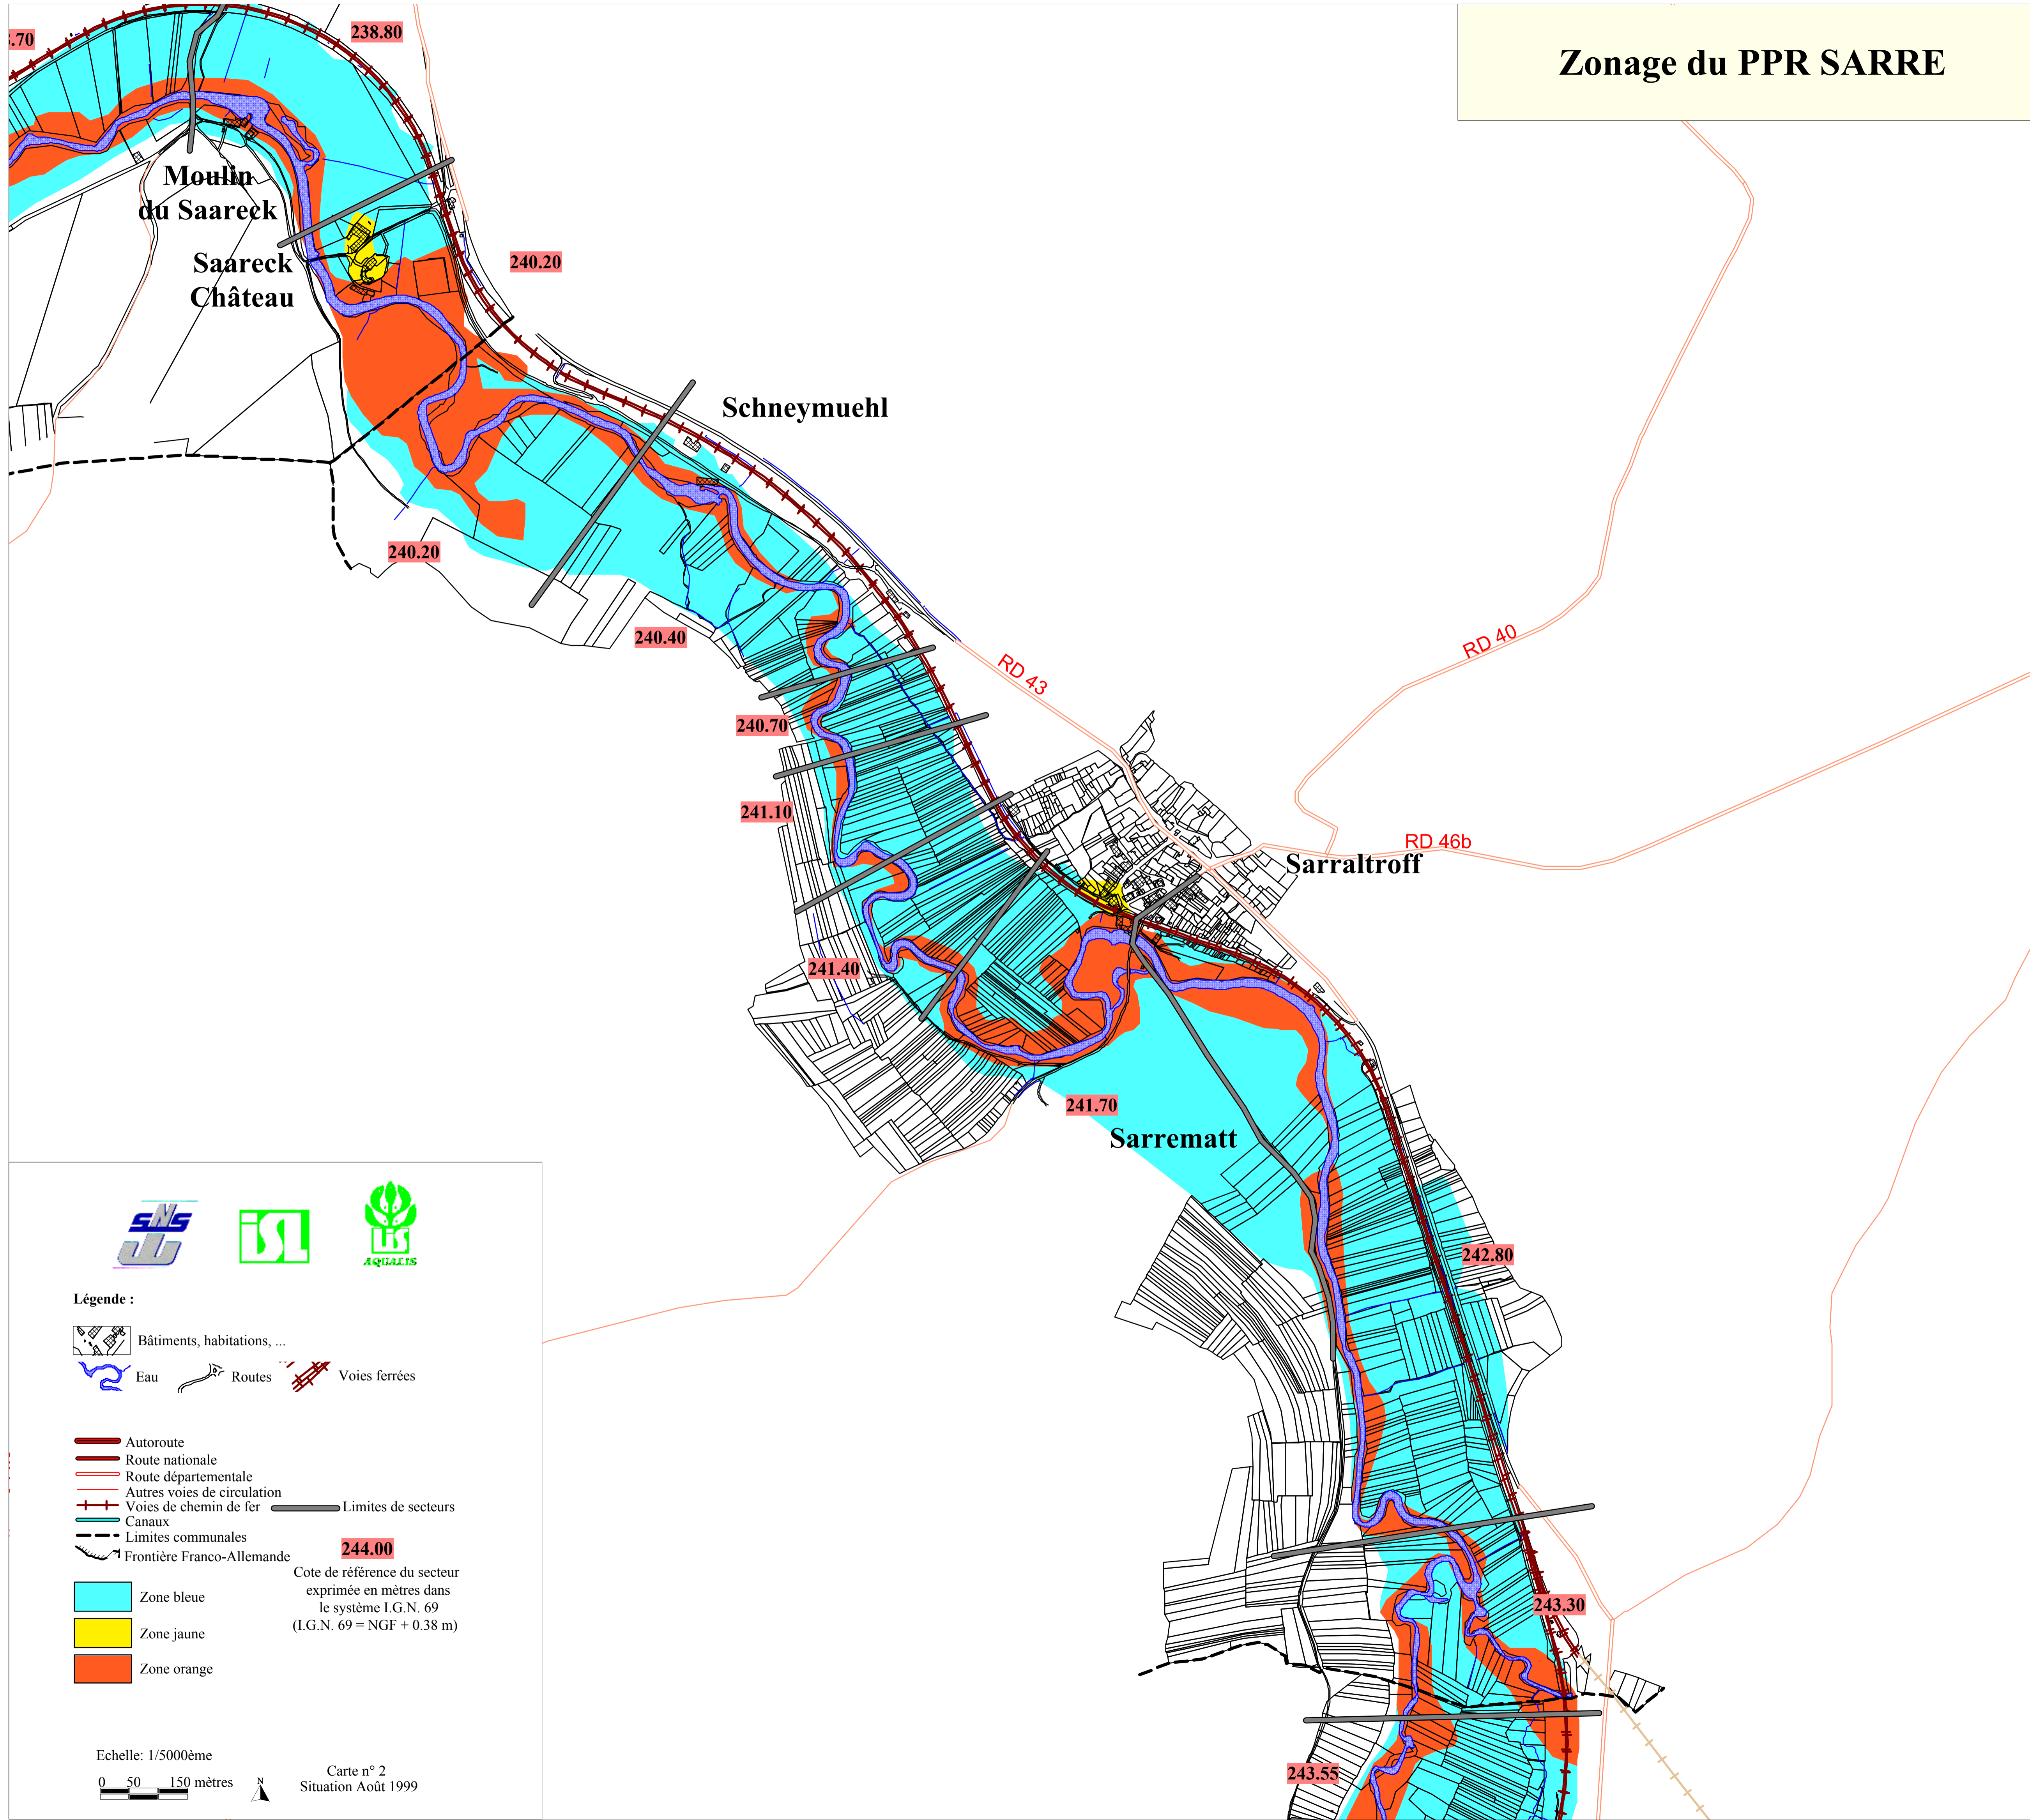 Zonage du PPR SARRE
238.80
Moulin
du Saareck
Saareck
Château
240.20
Schneymuehl
240.20
240.40
RD 43
RD 40
240.70
241.10
RD 46b
Sarraltroff
241.40
241.70
Sarrematt
242.80
243.30
243.55
SNS
ISL
LIS
AQUALIS
Légende :
Bâtiments, habitations, ...
Eau
Routes
Voies ferrées
Autoroute
Route nationale
Route départementale
Autres voies de circulation
Voies de chemin de fer
Limites de secteurs
Canaux
Limites communales
Frontière Franco-Allemande
244.00
Cote de référence du secteur
exprimée en mètres dans
le système I.G.N. 69
(I.G.N. 69 = NGF + 0.38 m)
Zone bleue
Zone jaune
Zone orange
Echelle: 1/5000ème
0 50 150 mètres
N
Carte n° 2
Situation Août 1999